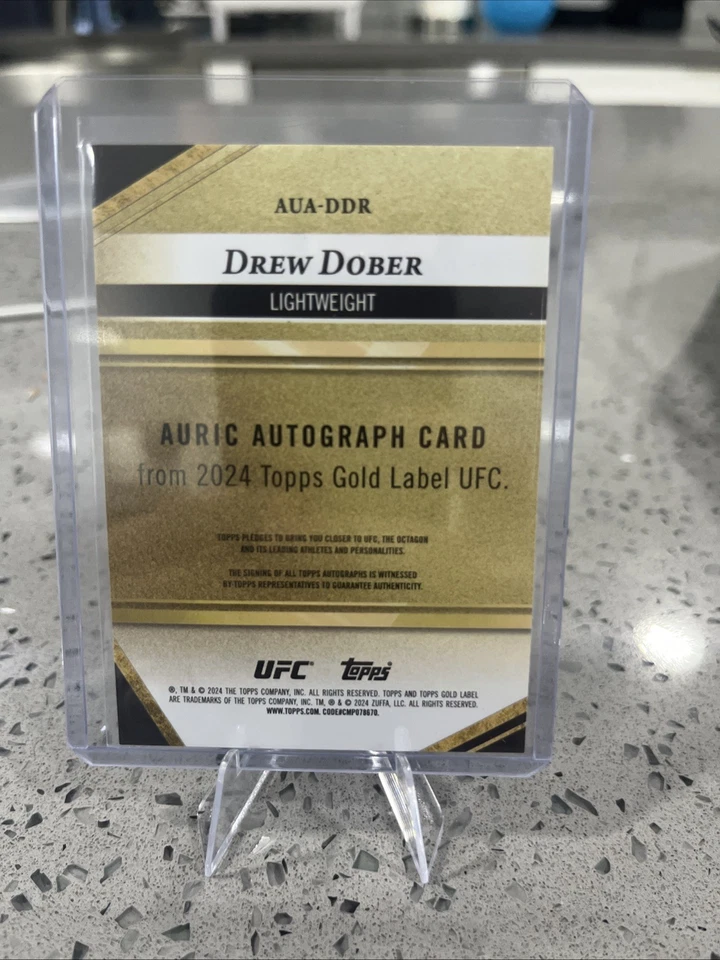 AUA-DDR
DREW DOBER
LIGHTWEIGHT
AURIC AUTOGRAPH CARD
from 2024 Topps Gold Label UFC.
TOPPS PLEDGES TO BRING YOU CLOSER TO UFC, THE OCTAGON
AND ITS LEADING ATHLETES AND PERSONALITIES.
THE SIGNING OF ALL TOPPS AUTOGRAPHS IS WITNESSED
BY TOPPS REPRESENTATIVES TO GUARANTEE AUTHENTICITY.
UFC® topps®
®, TM & © 2024 THE TOPPS COMPANY, INC. ALL RIGHTS RESERVED. TOPPS AND TOPPS GOLD LABEL
ARE TRADEMARKS OF THE TOPPS COMPANY, INC. TM, ® & © 2024 ZUFFA, LLC. ALL RIGHTS RESERVED.
WWW.TOPPS.COM. CODE#CMP078670.